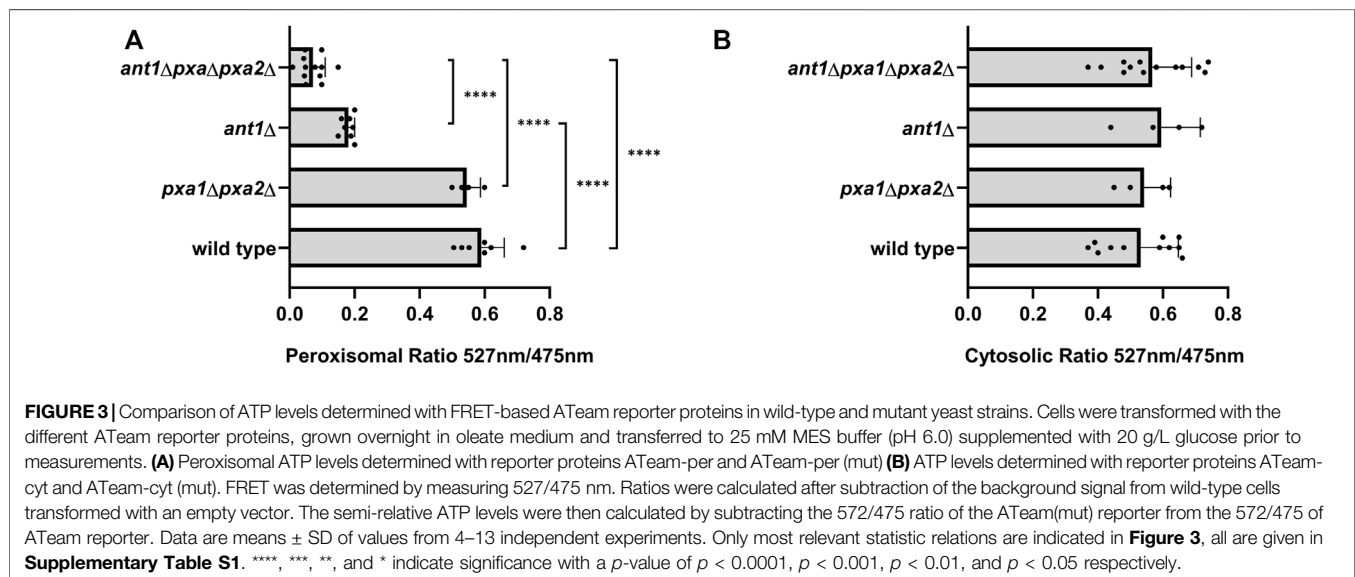 A
ant1ΔpxaΔpxa2Δ
ant1Δ
pxa1Δpxa2Δ
wild type
****
****
****
****
0.0 0.2 0.4 0.6 0.8
Peroxisomal Ratio 527nm/475nm
B
ant1Δpxa1Δpxa2Δ
ant1Δ
pxa1Δpxa2Δ
wild type
0.0 0.2 0.4 0.6 0.8
Cytosolic Ratio 527nm/475nm
FIGURE 3 | Comparison of ATP levels determined with FRET-based ATeam reporter proteins in wild-type and mutant yeast strains. Cells were transformed with the
different ATeam reporter proteins, grown overnight in oleate medium and transferred to 25 mM MES buffer (pH 6.0) supplemented with 20 g/L glucose prior to
measurements. (A) Peroxisomal ATP levels determined with reporter proteins ATeam-per and ATeam-per (mut) (B) ATP levels determined with reporter proteins ATeam-
cyt and ATeam-cyt (mut). FRET was determined by measuring 527/475 nm. Ratios were calculated after subtraction of the background signal from wild-type cells
transformed with an empty vector. The semi-relative ATP levels were then calculated by subtracting the 572/475 ratio of the ATeam(mut) reporter from the 572/475 of
ATeam reporter. Data are means ± SD of values from 4–13 independent experiments. Only most relevant statistic relations are indicated in Figure 3, all are given in
Supplementary Table S1. ****, ***, **, and * indicate significance with a p-value of p < 0.0001, p < 0.001, p < 0.01, and p < 0.05 respectively.